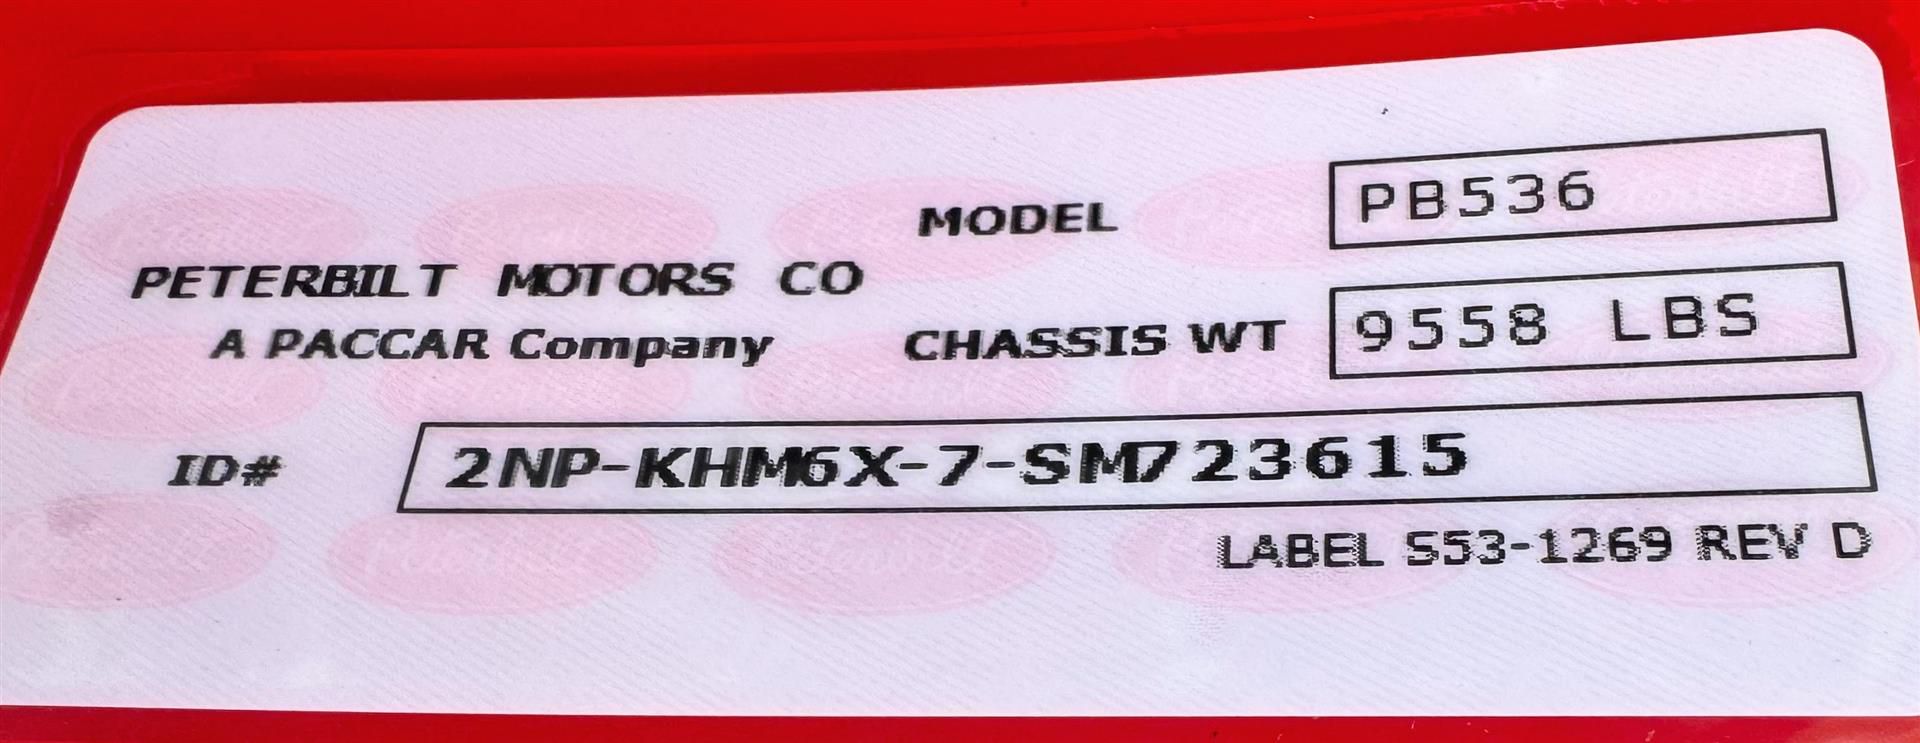 MODEL PB536
PETERBILT MOTORS CO
A PACCAR Company CHASSIS WT 9558 LBS
ID# 2NP-KHM6X-7-SM723615
LABEL S53-1269 REV D